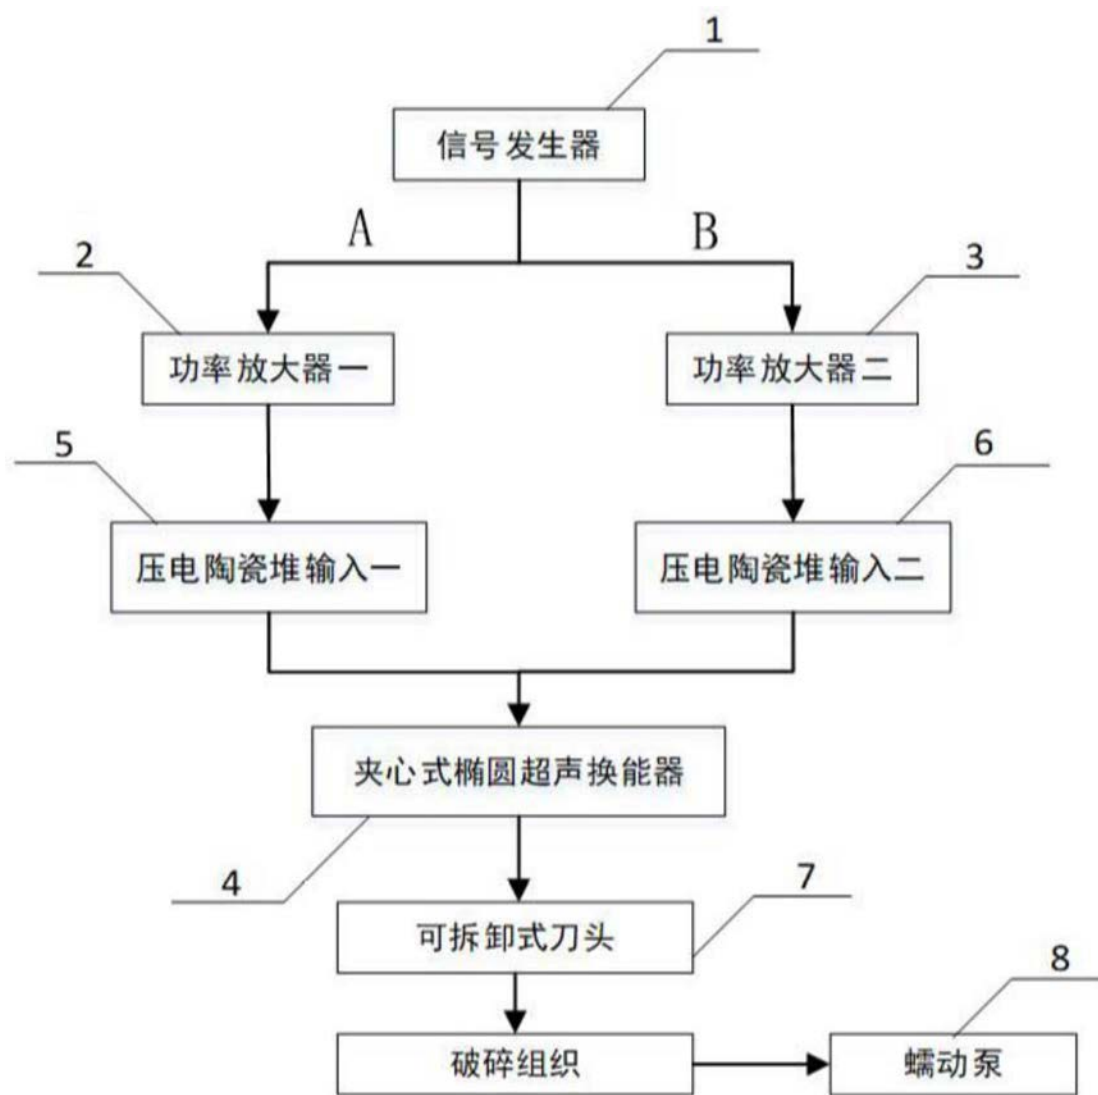 1
信号发生器
A
B
2
3
功率放大器一
功率放大器二
5
6
压电陶瓷堆输入一
压电陶瓷堆输入二
夹心式椭圆超声换能器
4
7
可拆卸式刀头
8
破碎组织
蠕动泵